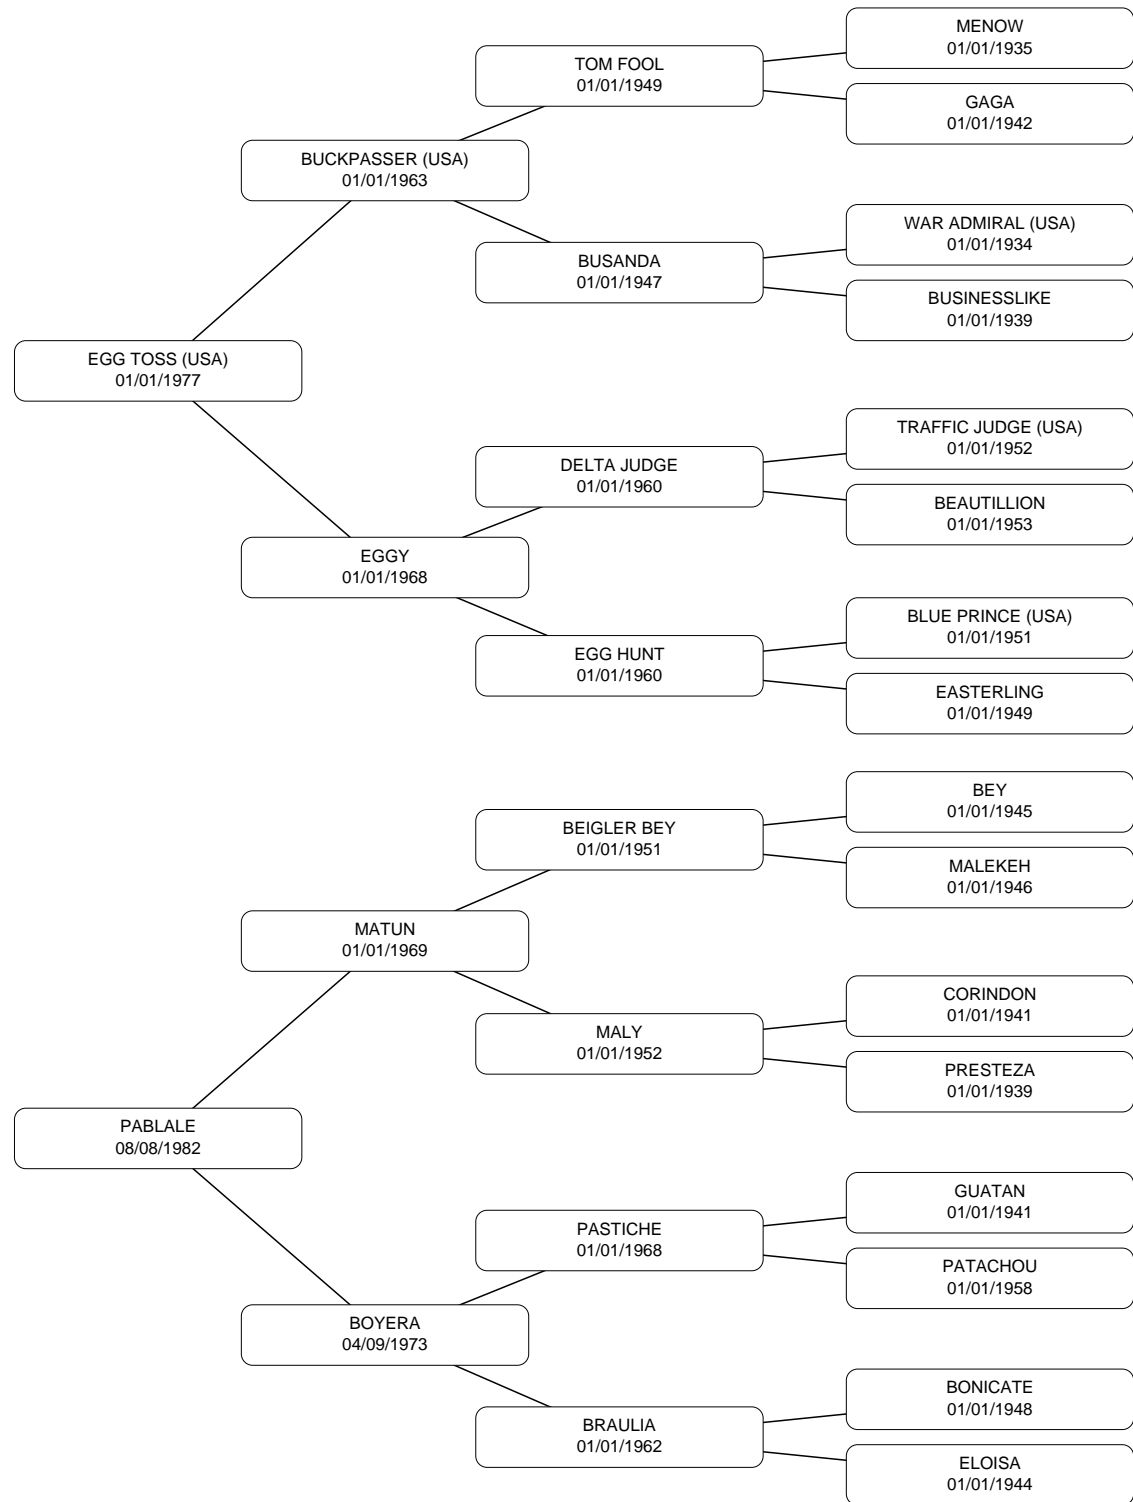 MENOW
01/01/1935
TOM FOOL
01/01/1949
GAGA
01/01/1942
BUCKPASSER (USA)
01/01/1963
WAR ADMIRAL (USA)
01/01/1934
BUSANDA
01/01/1947
BUSINESSLIKE
01/01/1939
EGG TOSS (USA)
01/01/1977
TRAFFIC JUDGE (USA)
01/01/1952
DELTA JUDGE
01/01/1960
BEAUTILLION
01/01/1953
EGGY
01/01/1968
BLUE PRINCE (USA)
01/01/1951
EGG HUNT
01/01/1960
EASTERLING
01/01/1949
BEY
01/01/1945
BEIGLER BEY
01/01/1951
MALEKEH
01/01/1946
MATUN
01/01/1969
CORINDON
01/01/1941
MALY
01/01/1952
PRESTEZA
01/01/1939
PABLALE
08/08/1982
GUATAN
01/01/1941
PASTICHE
01/01/1968
PATACHOU
01/01/1958
BOYERA
04/09/1973
BONICATE
01/01/1948
BRAULIA
01/01/1962
ELOISA
01/01/1944